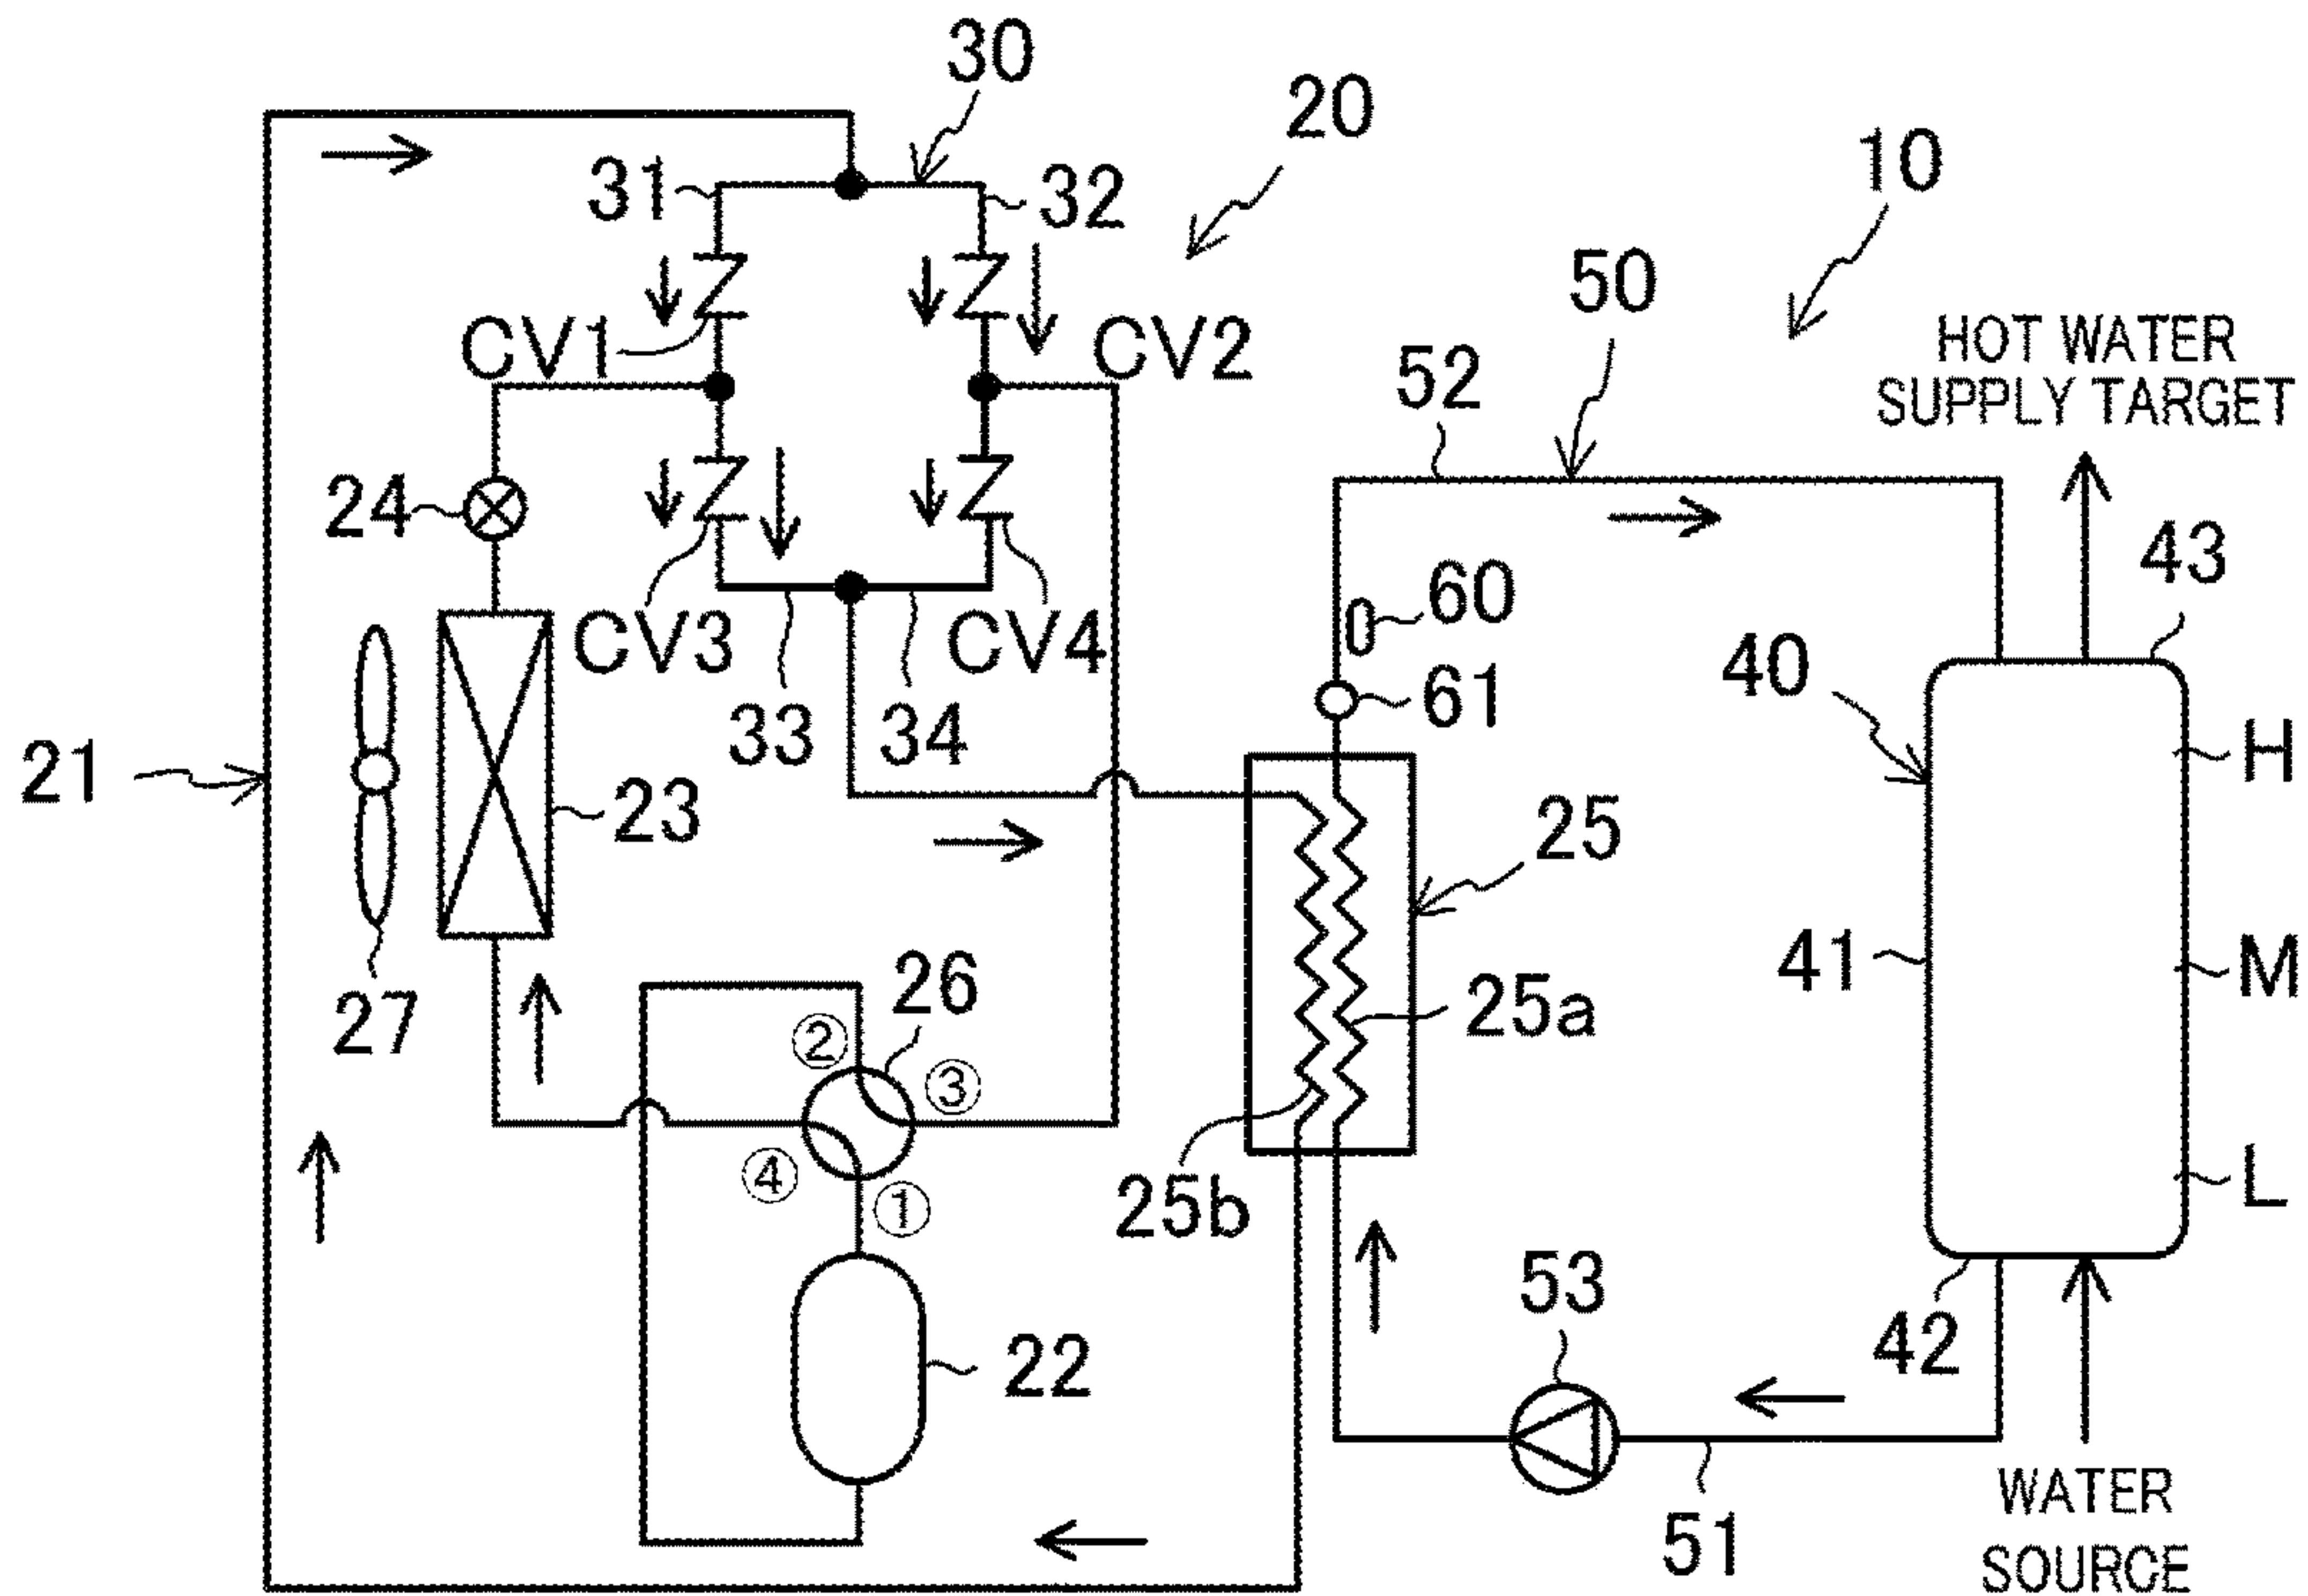 30
20
10
31
32
50
CV1
CV2
HOT WATER
SUPPLY TARGET
52
24
43
60
CV3
CV4
40
61
33
34
H
21
23
25
41
M
26
25a
27
②
③
④
①
25b
L
53
42
22
WATER
SOURCE
51